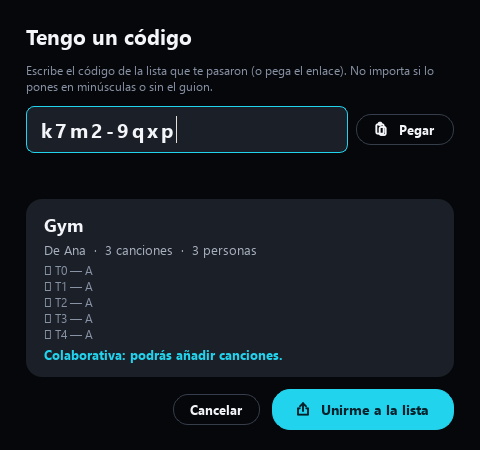 Tengo un código
Escribe el código de la lista que te pasaron (o pega el enlace). No importa si lo
pones en minúsculas o sin el guion.
k7m2-9qxp
Pegar
Gym
De Ana · 3 canciones · 3 personas
T0 — A
T1 — A
T2 — A
T3 — A
T4 — A
Colaborativa: podrás añadir canciones.
Cancelar
Unirme a la lista